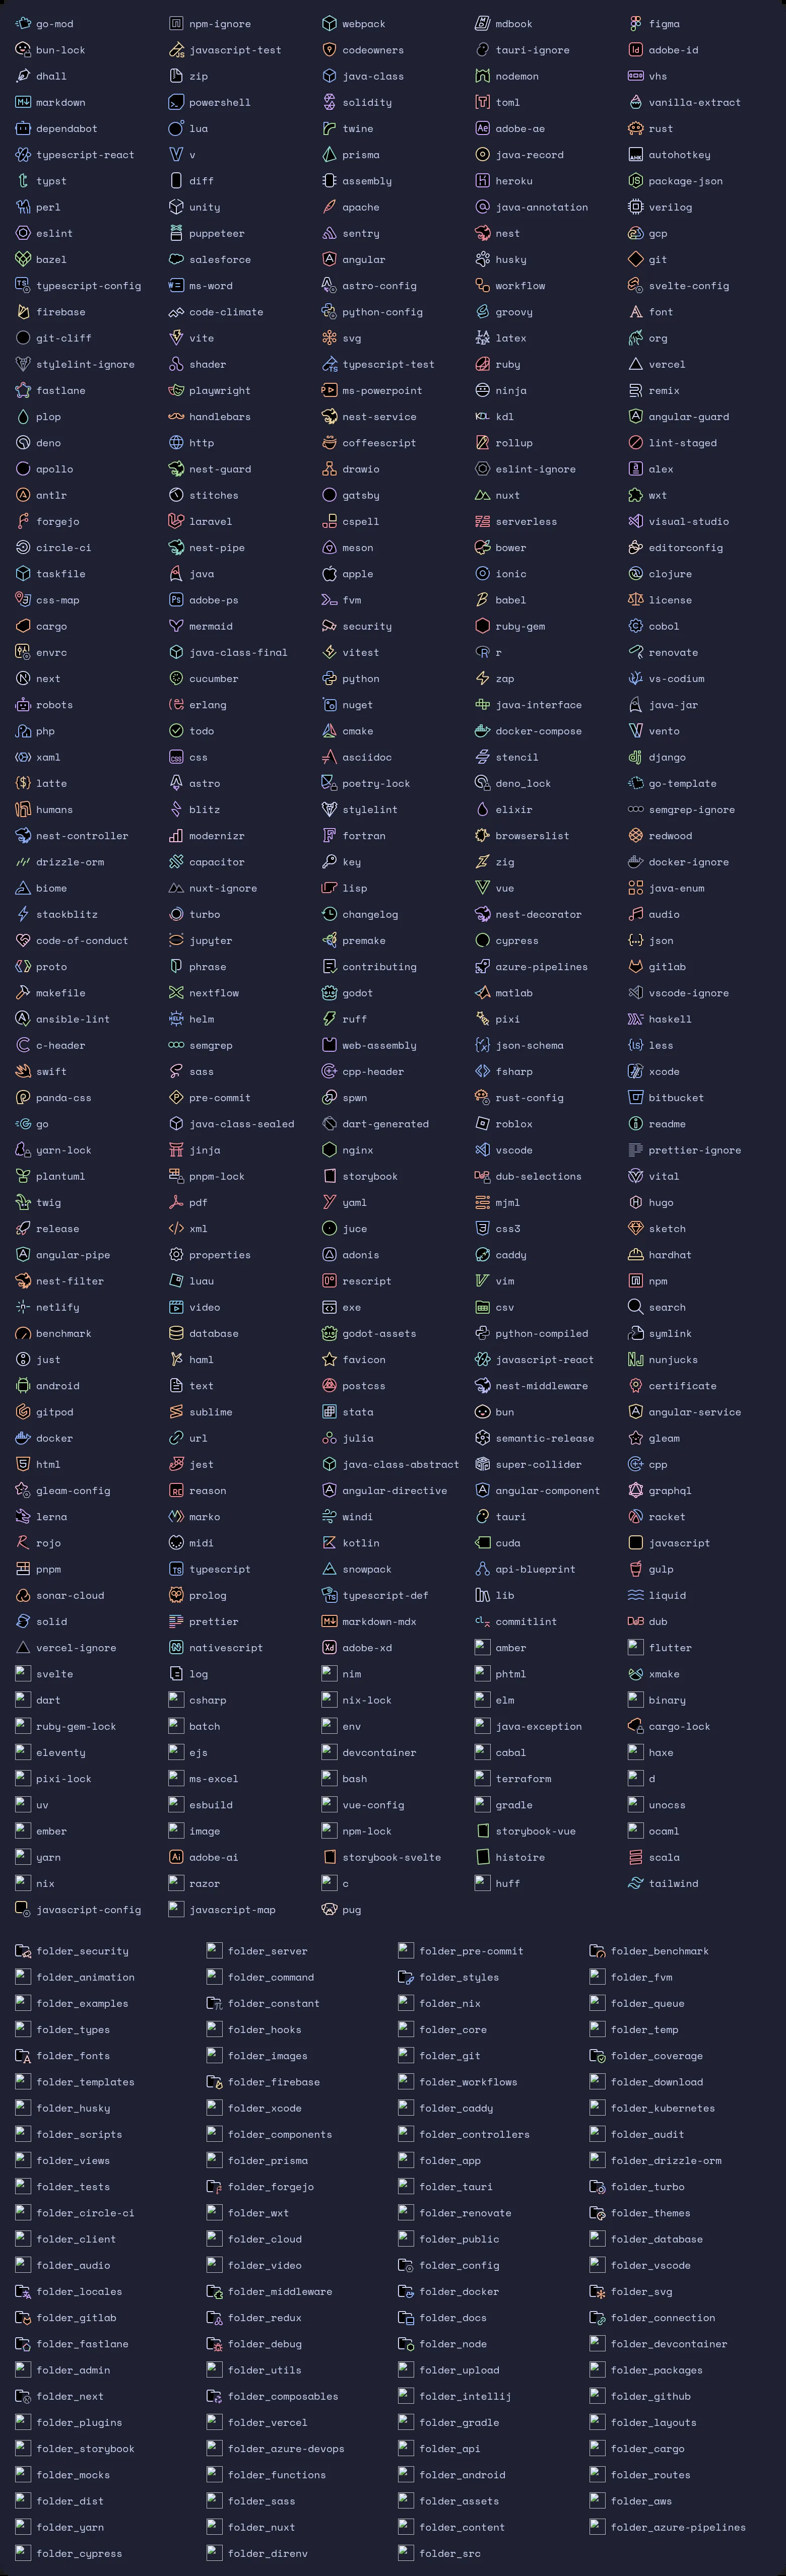 go-mod npm-ignore webpack mdbook figma
bun-lock javascript-test codeowners tauri-ignore adobe-id
dhall zip java-class nodemon vhs
markdown powershell solidity toml vanilla-extract
dependabot lua twine adobe-ae rust
typescript-react v prisma java-record autohotkey
typst diff assembly heroku package-json
perl unity apache java-annotation verilog
eslint puppeteer sentry nest gcp
bazel salesforce angular husky git
typescript-config ms-word astro-config workflow svelte-config
firebase code-climate python-config groovy font
git-cliff vite svg latex org
stylelint-ignore shader typescript-test ruby vercel
fastlane playwright ms-powerpoint ninja remix
plop handlebars nest-service kdl angular-guard
deno http coffeescript rollup lint-staged
apollo nest-guard drawio eslint-ignore alex
antlr stitches gatsby nuxt wxt
forgejo laravel cspell serverless visual-studio
circle-ci nest-pipe meson bower editorconfig
taskfile java apple ionic clojure
css-map adobe-ps fvm babel license
cargo mermaid security ruby-gem cobol
envrc java-class-final vitest r renovate
next cucumber python zap vs-codium
robots erlang nuget java-interface java-jar
php todo cmake docker-compose vento
xaml css asciidoc stencil django
latte astro poetry-lock deno_lock go-template
humans blitz stylelint elixir semgrep-ignore
nest-controller modernizr fortran browserslist redwood
drizzle-orm capacitor key zig docker-ignore
biome nuxt-ignore lisp vue java-enum
stackblitz turbo changelog nest-decorator audio
code-of-conduct jupyter premake cypress json
proto phrase contributing azure-pipelines gitlab
makefile nextflow godot matlab vscode-ignore
ansible-lint helm ruff pixi haskell
c-header semgrep web-assembly json-schema less
swift sass cpp-header fsharp xcode
panda-css pre-commit spwn rust-config bitbucket
go java-class-sealed dart-generated roblox readme
yarn-lock jinja nginx vscode prettier-ignore
plantuml pnpm-lock storybook dub-selections vital
twig pdf yaml mjml hugo
release xml juce css3 sketch
angular-pipe properties adonis caddy hardhat
nest-filter luau rescript vim npm
netlify video exe csv search
benchmark database godot-assets python-compiled symlink
just haml favicon javascript-react nunjucks
android text postcss nest-middleware certificate
gitpod sublime stata bun angular-service
docker url julia semantic-release gleam
html jest java-class-abstract super-collider cpp
gleam-config reason angular-directive angular-component graphql
lerna marko windi tauri racket
rojo midi kotlin cuda javascript
pnpm typescript snowpack api-blueprint gulp
sonar-cloud prolog typescript-def lib liquid
solid prettier markdown-mdx commitlint dub
vercel-ignore nativescript adobe-xd amber flutter
svelte log nim phtml xmake
dart csharp nix-lock elm binary
ruby-gem-lock batch env java-exception cargo-lock
eleventy ejs devcontainer cabal haxe
pixi-lock ms-excel bash terraform d
uv esbuild vue-config gradle unocss
ember image npm-lock storybook-vue ocaml
yarn adobe-ai storybook-svelte histoire scala
nix razor c huff tailwind
javascript-config javascript-map pug
folder_security folder_server folder_pre-commit folder_benchmark
folder_animation folder_command folder_styles folder_fvm
folder_examples folder_constant folder_nix folder_queue
folder_types folder_hooks folder_core folder_temp
folder_fonts folder_images folder_git folder_coverage
folder_templates folder_firebase folder_workflows folder_download
folder_husky folder_xcode folder_caddy folder_kubernetes
folder_scripts folder_components folder_controllers folder_audit
folder_views folder_prisma folder_app folder_drizzle-orm
folder_tests folder_forgejo folder_tauri folder_turbo
folder_circle-ci folder_wxt folder_renovate folder_themes
folder_client folder_cloud folder_public folder_database
folder_audio folder_video folder_config folder_vscode
folder_locales folder_middleware folder_docker folder_svg
folder_gitlab folder_redux folder_docs folder_connection
folder_fastlane folder_debug folder_node folder_devcontainer
folder_admin folder_utils folder_upload folder_packages
folder_next folder_composables folder_intellij folder_github
folder_plugins folder_vercel folder_gradle folder_layouts
folder_storybook folder_azure-devops folder_api folder_cargo
folder_mocks folder_functions folder_android folder_routes
folder_dist folder_sass folder_assets folder_aws
folder_yarn folder_nuxt folder_content folder_azure-pipelines
folder_cypress folder_direnv folder_src